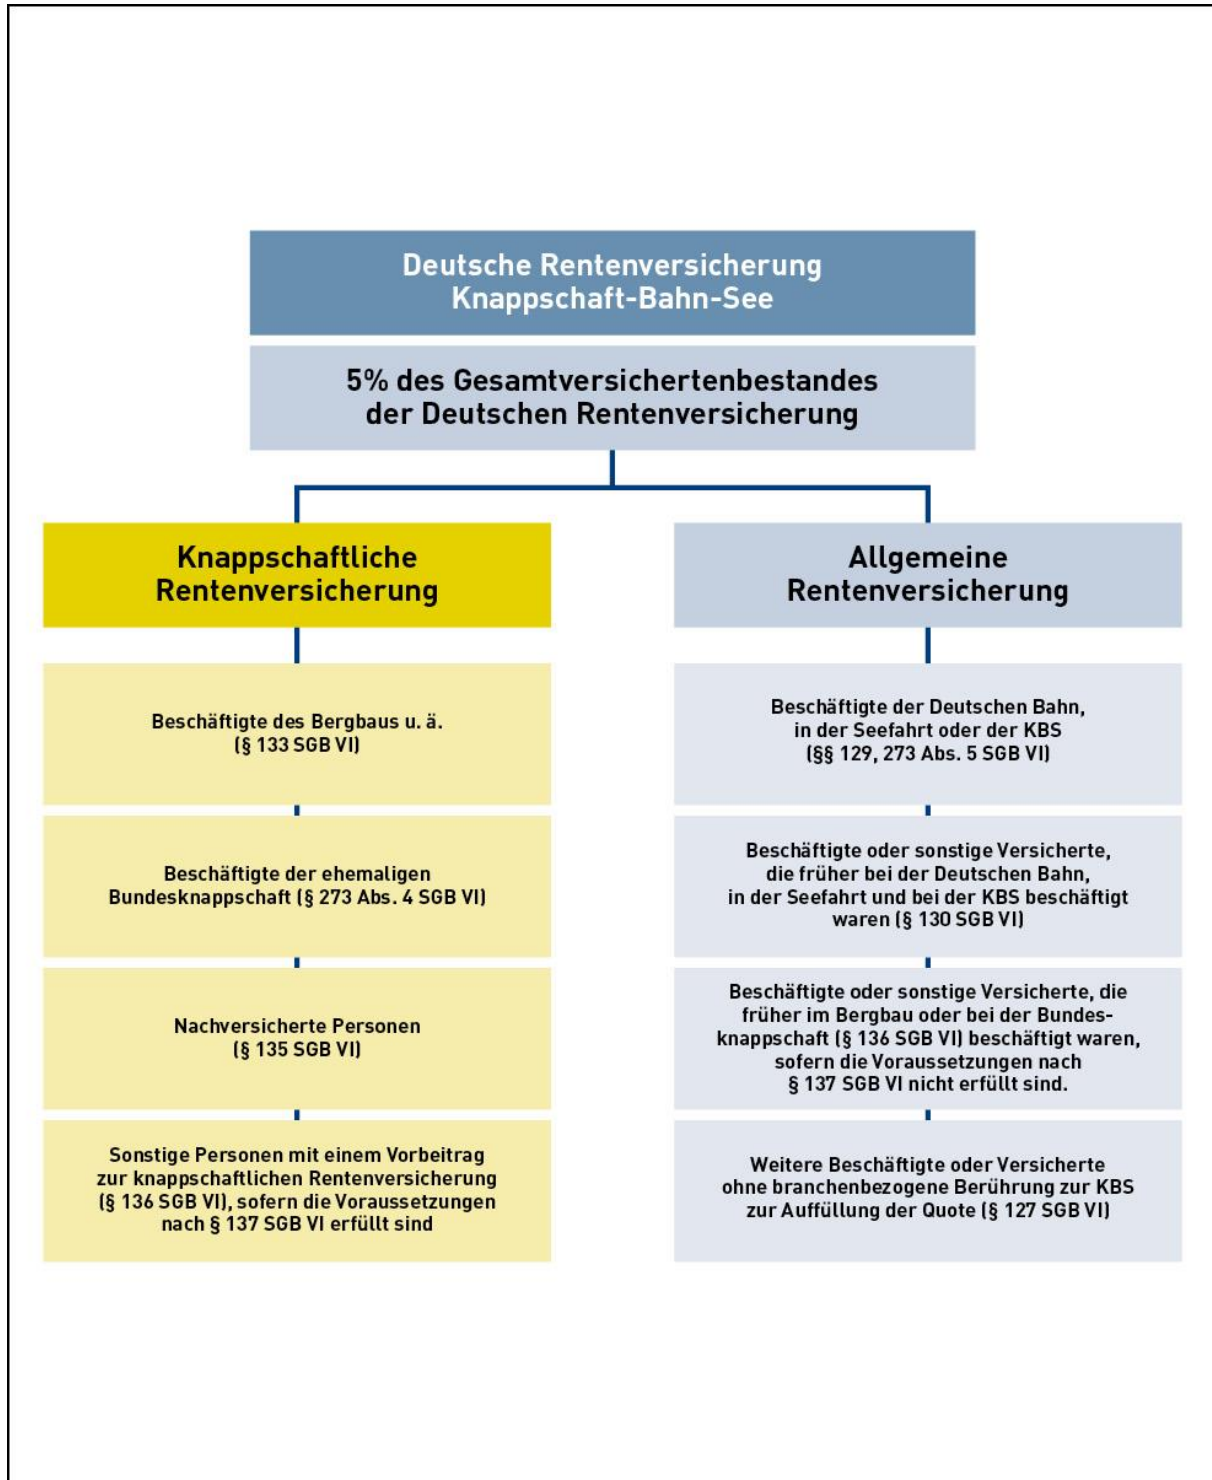 Deutsche Rentenversicherung
Knappschaft-Bahn-See
5% des Gesamtversichertenbestandes
der Deutschen Rentenversicherung
Knappschaftliche
Rentenversicherung
Beschäftigte des Bergbaus u. ä.
(§ 133 SGB VI)
Beschäftigte der ehemaligen
Bundesknappschaft (§ 273 Abs. 4 SGB VI)
Nachversicherte Personen
(§ 135 SGB VI)
Sonstige Personen mit einem Vorbeitrag
zur knappschaftlichen Rentenversicherung
(§ 136 SGB VI), sofern die Voraussetzungen
nach § 137 SGB VI erfüllt sind
Allgemeine
Rentenversicherung
Beschäftigte der Deutschen Bahn,
in der Seefahrt oder der KBS
(§§ 129, 273 Abs. 5 SGB VI)
Beschäftigte oder sonstige Versicherte,
die früher bei der Deutschen Bahn,
in der Seefahrt und bei der KBS beschäftigt
waren (§ 130 SGB VI)
Beschäftigte oder sonstige Versicherte, die
früher im Bergbau oder bei der Bundes-
knappschaft (§ 136 SGB VI) beschäftigt waren,
sofern die Voraussetzungen nach
§ 137 SGB VI nicht erfüllt sind.
Weitere Beschäftigte oder Versicherte
ohne branchenbezogene Berührung zur KBS
zur Auffüllung der Quote (§ 127 SGB VI)